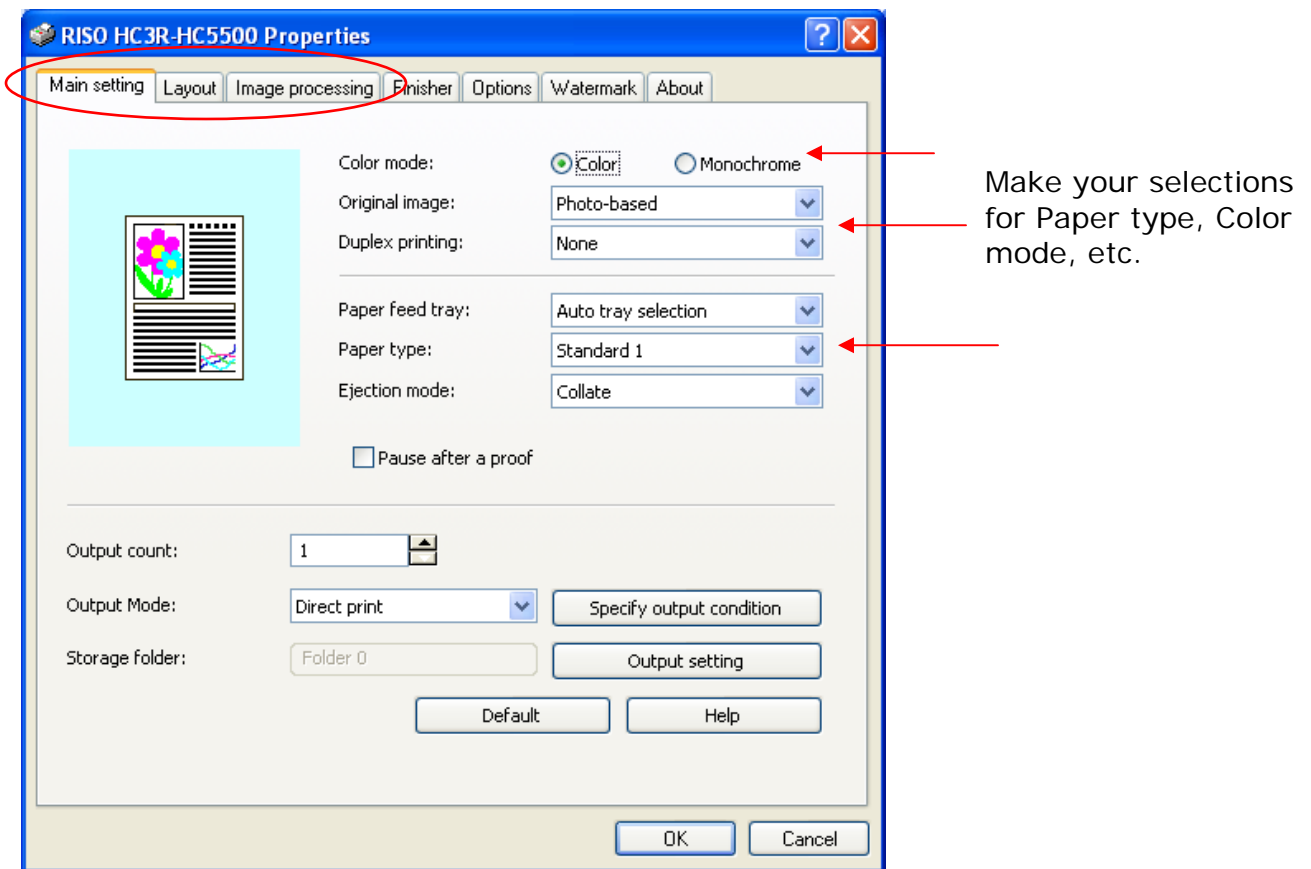 RISO HC3R-HC5500 Properties
Main setting Layout Image processing Finisher Options Watermark About
Color mode: Color Monochrome
Original image: Photo-based
Duplex printing: None
Paper feed tray: Auto tray selection
Paper type: Standard 1
Ejection mode: Collate
Pause after a proof
Output count: 1
Output Mode: Direct print Specify output condition
Storage folder: Folder 0 Output setting
Default Help
OK Cancel
Make your selections
for Paper type, Color
mode, etc.